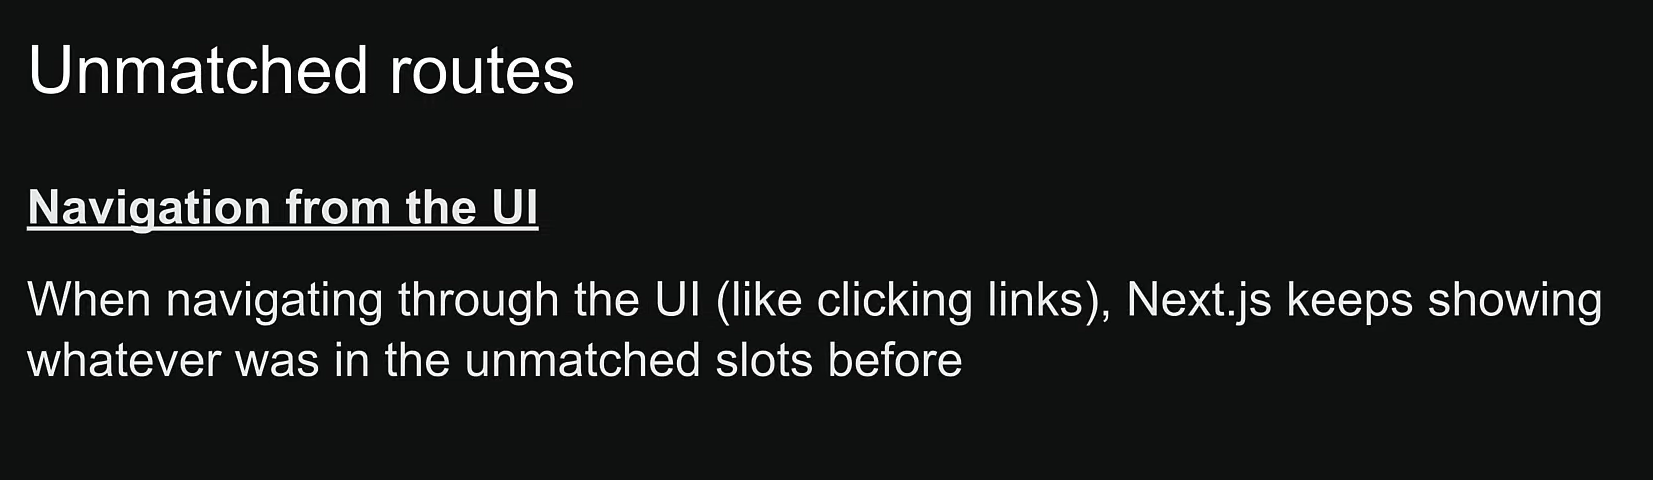 Unmatched routes
Navigation from the UI
When navigating through the UI (like clicking links), Next.js keeps showing
whatever was in the unmatched slots before